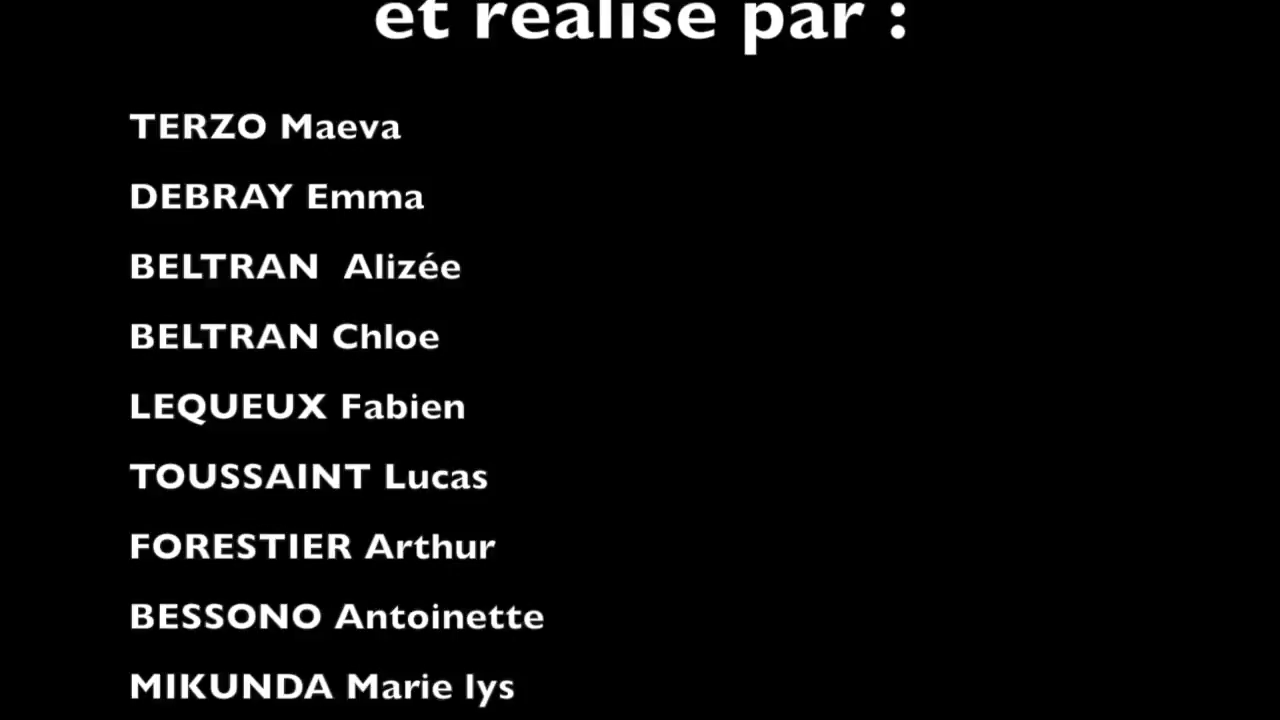 et réalisé par :
TERZO Maeva
DEBRAY Emma
BELTRAN  Alizée
BELTRAN Chloe
LEQUEUX Fabien
TOUSSAINT Lucas
FORESTIER Arthur
BESSONO Antoinette
MIKUNDA Marie lys